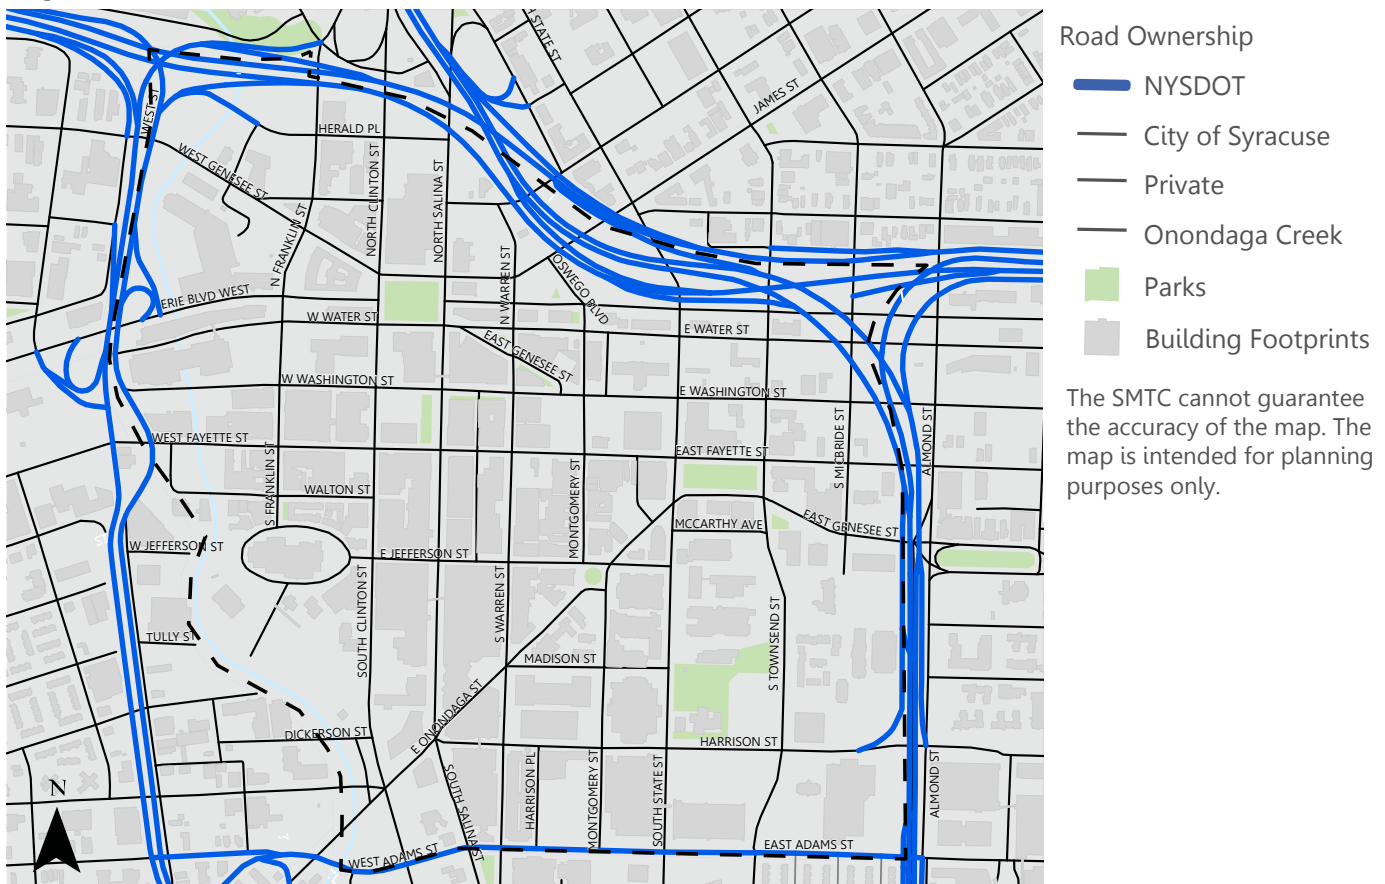 Road Ownership
NYSDOT
City of Syracuse
Private
Onondaga Creek
Parks
Building Footprints
The SMTC cannot guarantee
the accuracy of the map. The
map is intended for planning
purposes only.
STATE ST
JAMES ST
WEST ST
HERALD PL
WEST GENESEE ST
NORTH CLINTON ST
NORTH SALINA ST
N FRANKLIN ST
N WARREN ST
OSWEGO BLVD
ERIE BLVD WEST
W WATER ST
E WATER ST
EAST GENESEE ST
W WASHINGTON ST
E WASHINGTON ST
S MCBRIDE ST
ALMOND ST
WEST FAYETTE ST
EAST FAYETTE ST
S FRANKLIN ST
WALTON ST
MONTGOMERY ST
MCCARTHY AVE
EAST GENESEE ST
W JEFFERSON ST
E JEFFERSON ST
SOUTH CLINTON ST
S WARREN ST
S TOWNSEND ST
TULLY ST
MADISON ST
E ONONDAGA ST
DICKERSON ST
HARRISON ST
SOUTH SALINA ST
HARRISON PL
MONTGOMERY ST
SOUTH STATE ST
ALMOND ST
N
WEST ADAMS ST
EAST ADAMS ST